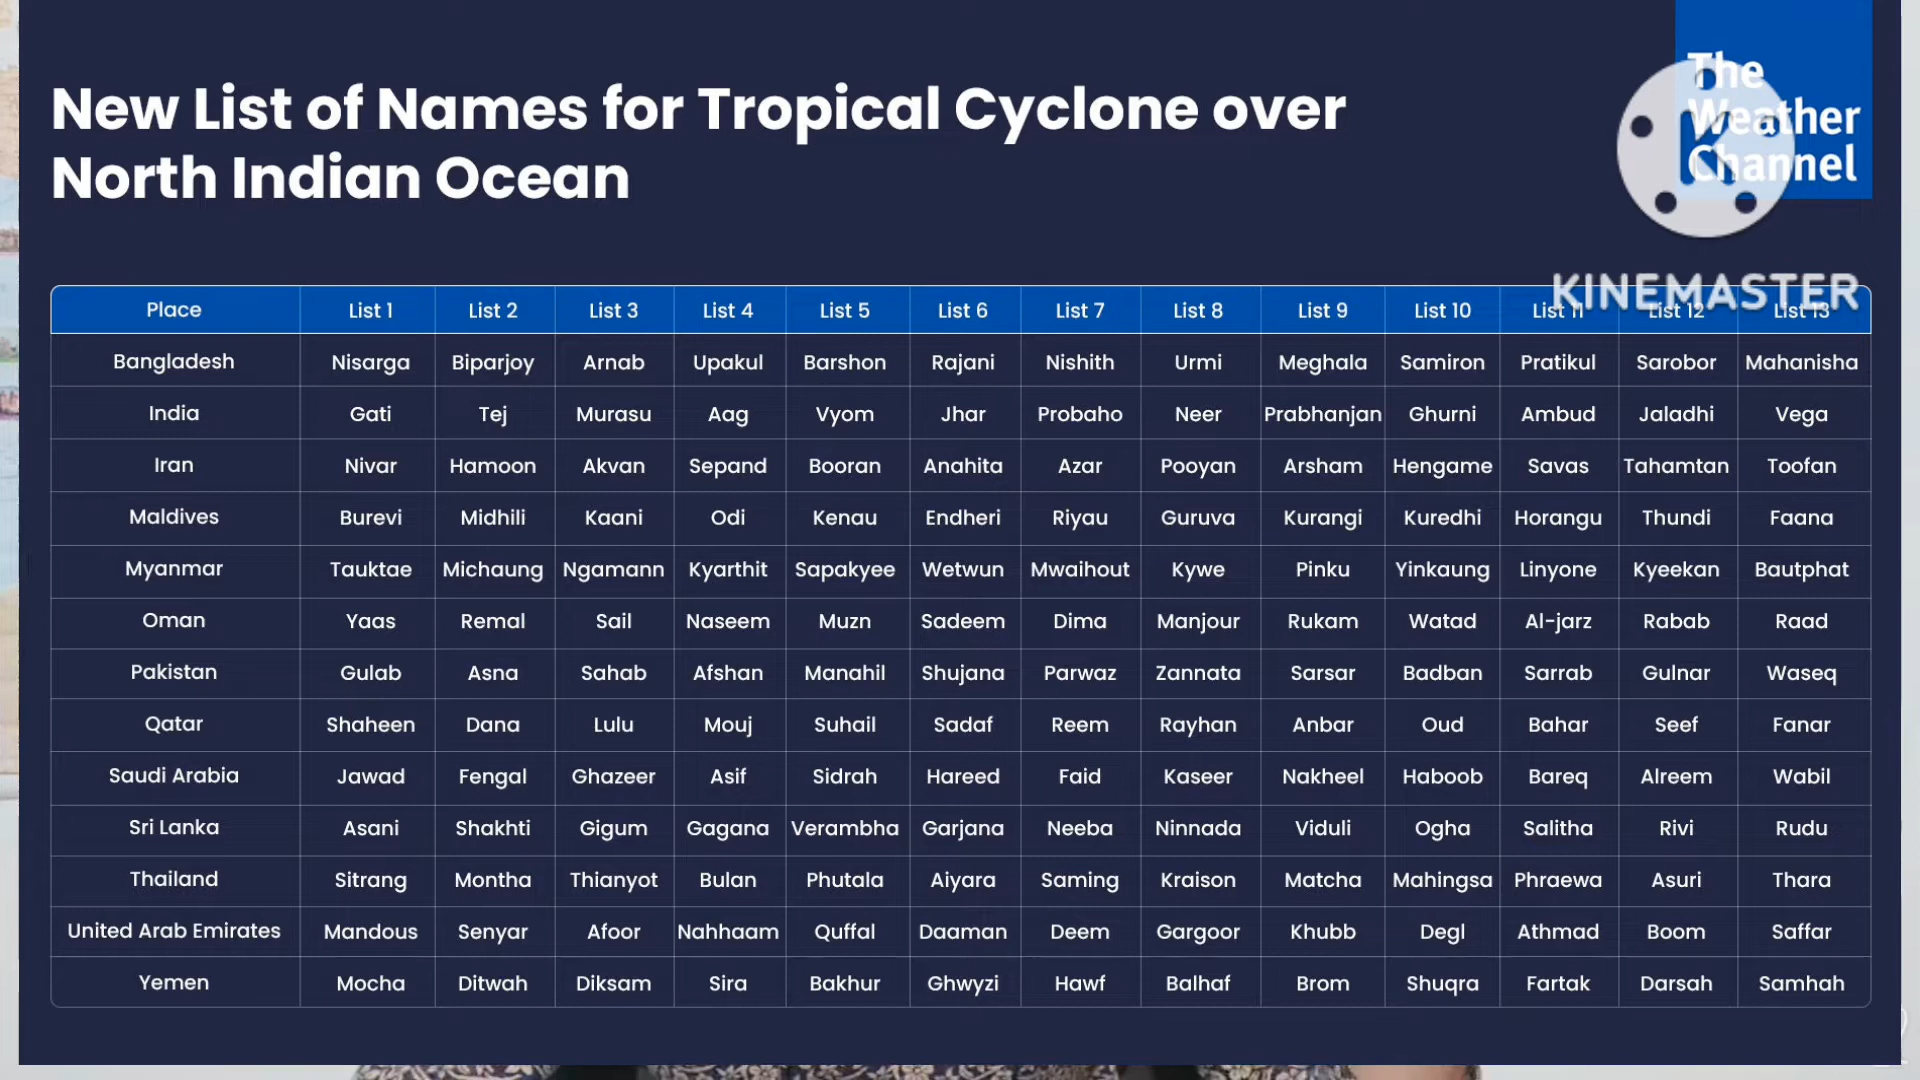 New List of Names for Tropical Cyclone over
North Indian Ocean
The
Weather
Channel
KINEMASTER
Place List 1 List 2 List 3 List 4 List 5 List 6 List 7 List 8 List 9 List 10 List 11 List 12 List 13
Bangladesh Nisarga Biparjoy Arnab Upakul Barshon Rajani Nishith Urmi Meghala Samiron Pratikul Sarobor Mahanisha
India Gati Tej Murasu Aag Vyom Jhar Probaho Neer Prabhanjan Ghurni Ambud Jaladhi Vega
Iran Nivar Hamoon Akvan Sepand Booran Anahita Azar Pooyan Arsham Hengame Savas Tahamtan Toofan
Maldives Burevi Midhili Kaani Odi Kenau Endheri Riyau Guruva Kurangi Kuredhi Horangu Thundi Faana
Myanmar Tauktae Michaung Ngamann Kyarthit Sapakyee Wetwun Mwaihout Kywe Pinku Yinkaung Linyone Kyeekan Bautphat
Oman Yaas Remal Sail Naseem Muzn Sadeem Dima Manjour Rukam Watad Al-jarz Rabab Raad
Pakistan Gulab Asna Sahab Afshan Manahil Shujana Parwaz Zannata Sarsar Badban Sarrab Gulnar Waseq
Qatar Shaheen Dana Lulu Mouj Suhail Sadaf Reem Rayhan Anbar Oud Bahar Seef Fanar
Saudi Arabia Jawad Fengal Ghazeer Asif Sidrah Hareed Faid Kaseer Nakheel Haboob Bareq Alreem Wabil
Sri Lanka Asani Shakhti Gigum Gagana Verambha Garjana Neeba Ninnada Viduli Ogha Salitha Rivi Rudu
Thailand Sitrang Montha Thianyot Bulan Phutala Aiyara Saming Kraison Matcha Mahingsa Phraewa Asuri Thara
United Arab Emirates Mandous Senyar Afoor Nahhaam Quffal Daaman Deem Gargoor Khubb Degl Athmad Boom Saffar
Yemen Mocha Ditwah Diksam Sira Bakhur Ghwyzi Hawf Balhaf Brom Shuqra Fartak Darsah Samhah